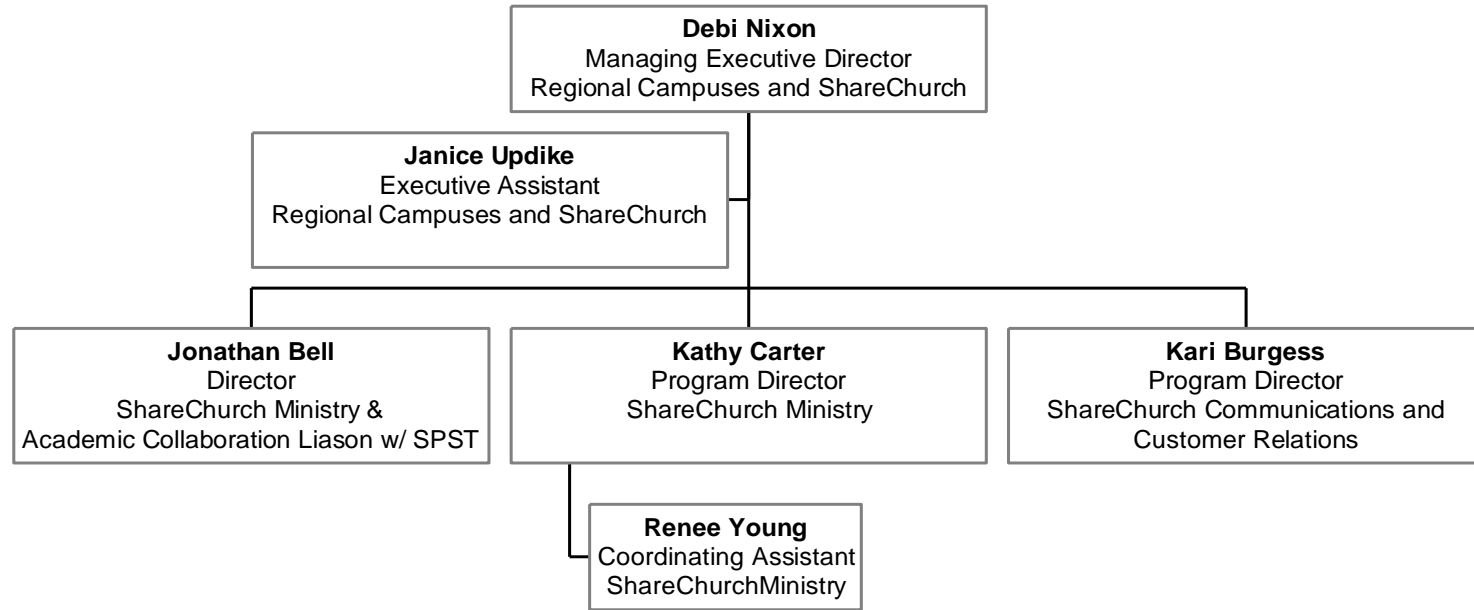 Debi Nixon
Managing Executive Director
Regional Campuses and ShareChurch
Janice Updike
Executive Assistant
Regional Campuses and ShareChurch
Jonathan Bell
Director
ShareChurch Ministry &
Academic Collaboration Liason w/ SPST
Kathy Carter
Program Director
ShareChurch Ministry
Kari Burgess
Program Director
ShareChurch Communications and
Customer Relations
Renee Young
Coordinating Assistant
ShareChurchMinistry